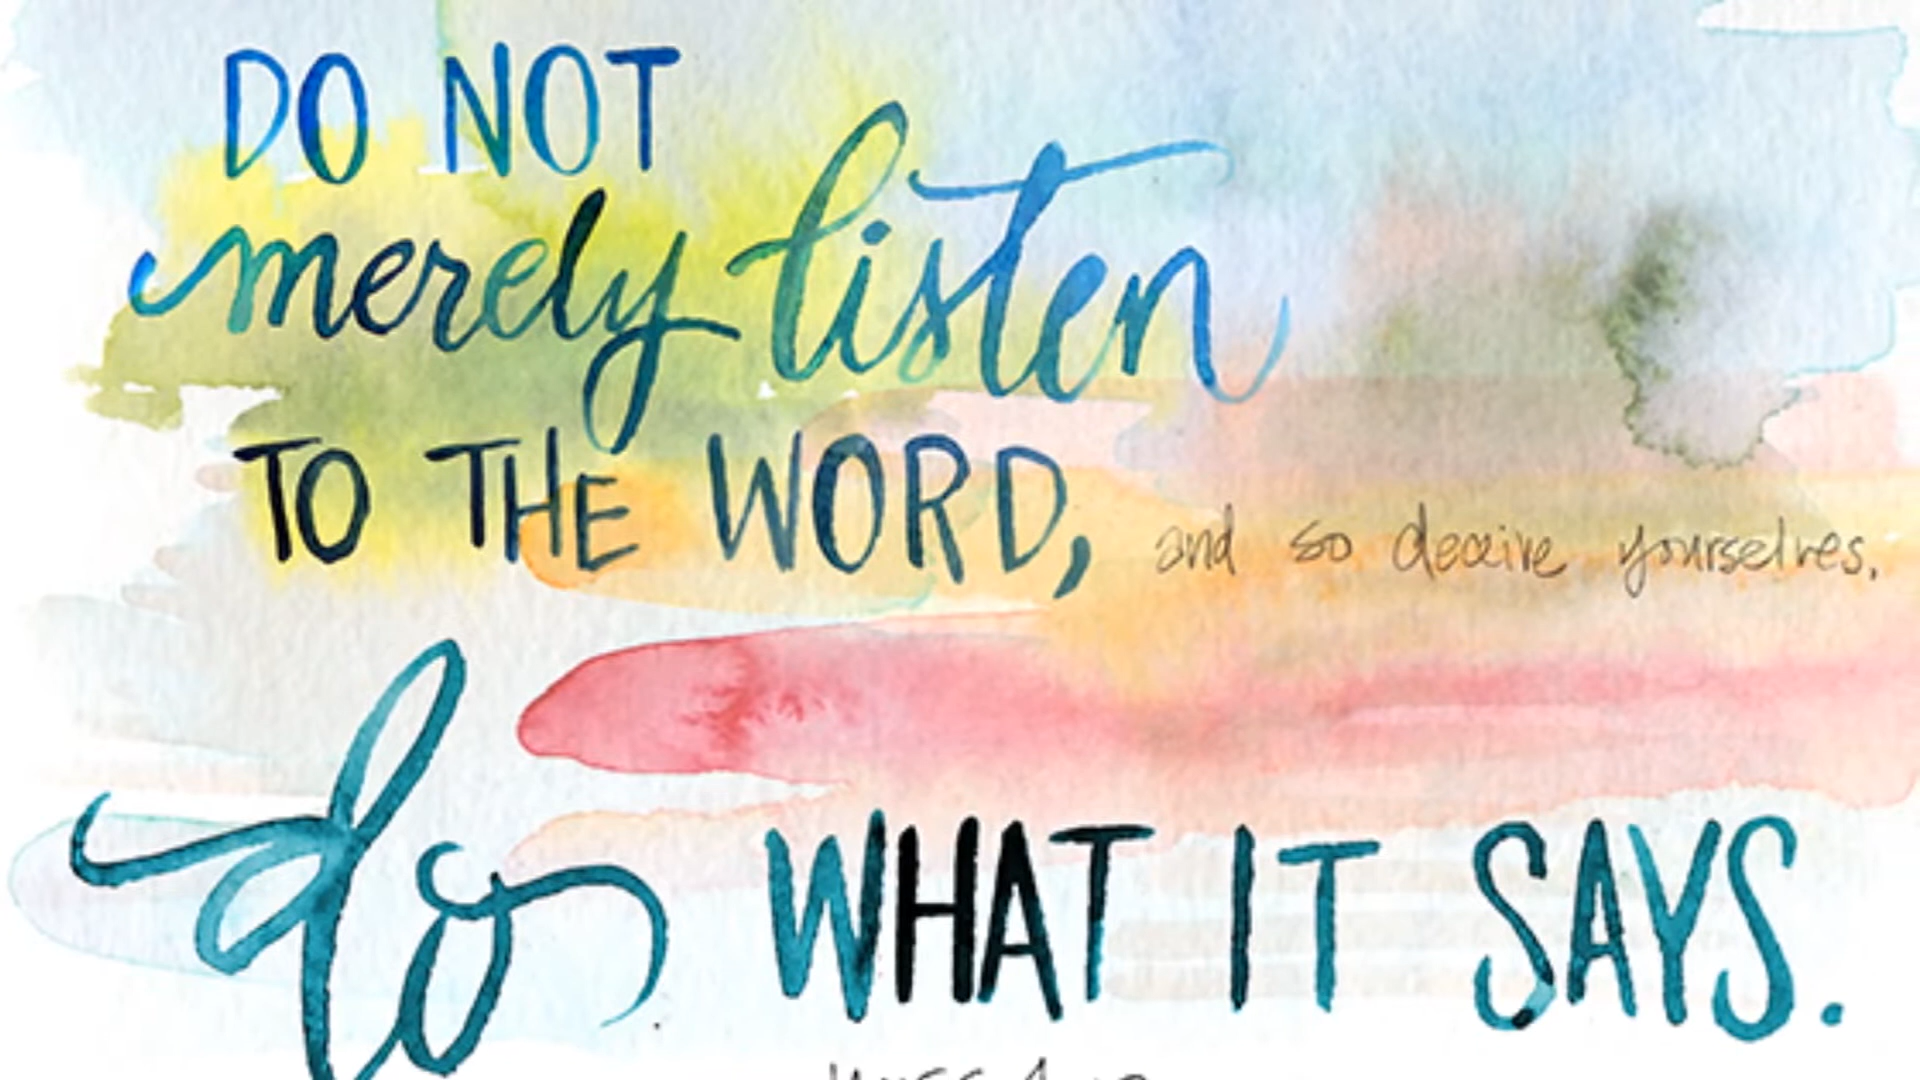 DO NOT
merely listen
TO THE WORD, and so deceive yourselves.
do WHAT IT SAYS.